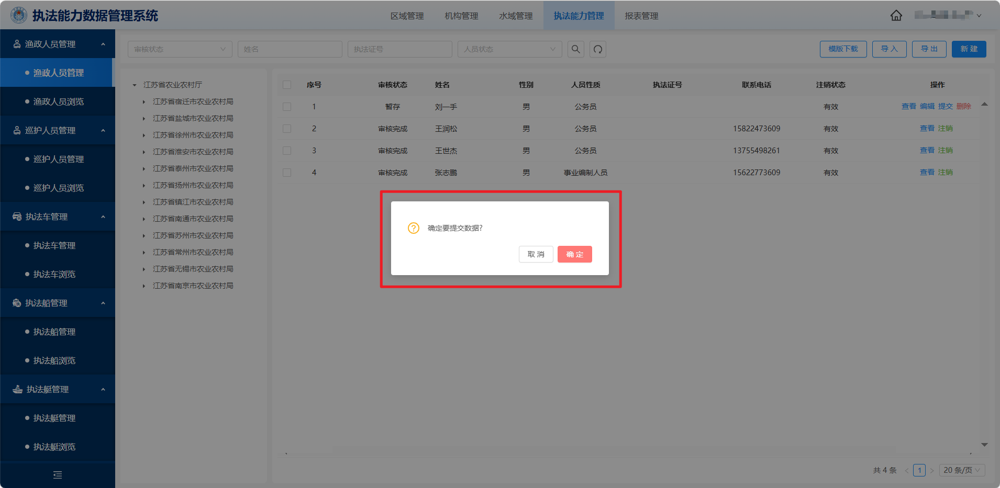 执法能力数据管理系统
区域管理 机构管理 水域管理 执法能力管理 报表管理
渔政人员管理
渔政人员管理
渔政人员浏览
巡护人员管理
巡护人员管理
巡护人员浏览
执法车管理
执法车管理
执法车浏览
执法船管理
执法船管理
执法船浏览
执法艇管理
执法艇管理
执法艇浏览
审核状态 姓名 执法证号 人员状态 模版下载 导 入 导 出 新 建
江苏省农业农村厅
江苏省宿迁市农业农村局
江苏省盐城市农业农村局
江苏省徐州市农业农村局
江苏省淮安市农业农村局
江苏省泰州市农业农村局
江苏省扬州市农业农村局
江苏省镇江市农业农村局
江苏省南通市农业农村局
江苏省苏州市农业农村局
江苏省常州市农业农村局
江苏省无锡市农业农村局
江苏省南京市农业农村局
序号 审核状态 姓名 性别 人员性质 执法证号 联系电话 注销状态 操作
1 暂存 刘一手 男 公务员 有效 查看 编辑 提交 删除
2 审核完成 王润松 男 公务员 15822473609 有效 查看 注销
3 审核完成 王世杰 男 公务员 13755498261 有效 查看 注销
4 审核完成 张志鹏 男 事业编制人员 15622773609 有效 查看 注销
确定要提交数据?
取 消 确 定
共 4 条 1 20 条/页